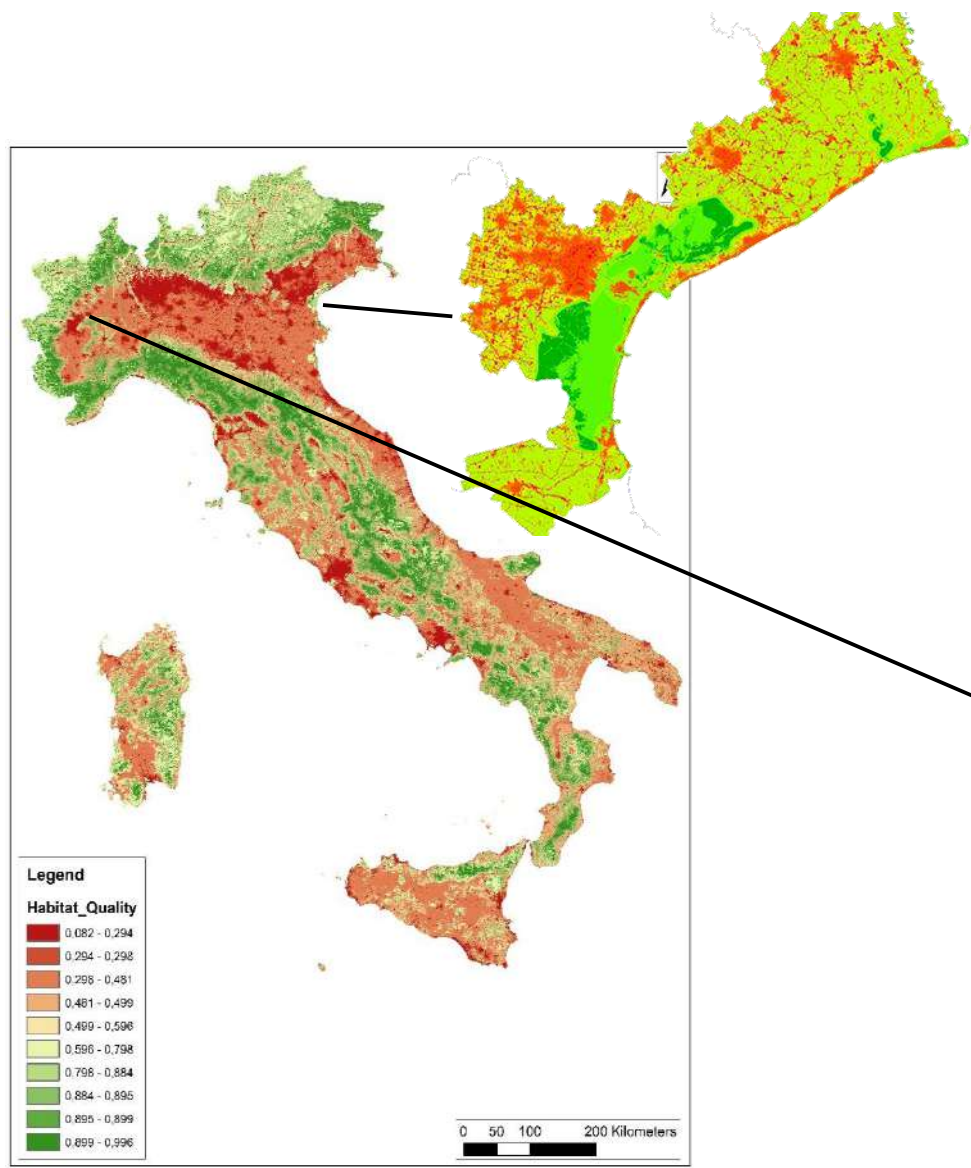 Legend
Habitat_Quality
0,082 - 0,294
0,294 - 0,298
0,298 - 0,481
0,481 - 0,499
0,499 - 0,596
0,596 - 0,798
0,798 - 0,884
0,884 - 0,895
0,895 - 0,899
0,899 - 0,996
0 50 100 200 Kilometers